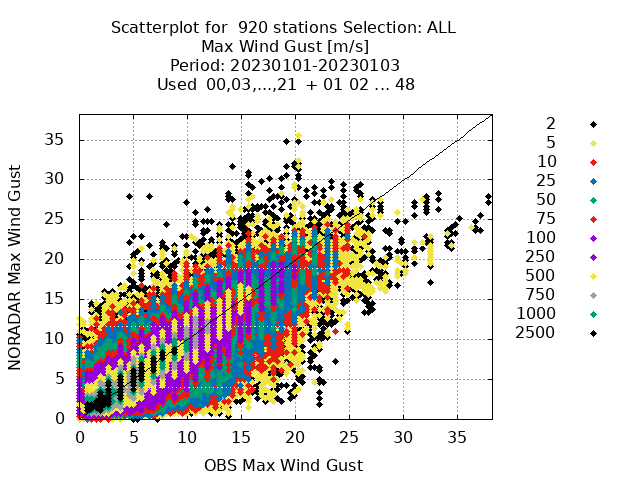 Scatterplot for  920 stations Selection: ALL
Max Wind Gust [m/s]
Period: 20230101-20230103
Used  00,03,...,21  + 01 02 ... 48
NORADAR Max Wind Gust
35
30
25
20
15
10
5
0
0 5 10 15 20 25 30 35
OBS Max Wind Gust
2
5
10
25
50
75
100
250
500
750
1000
2500